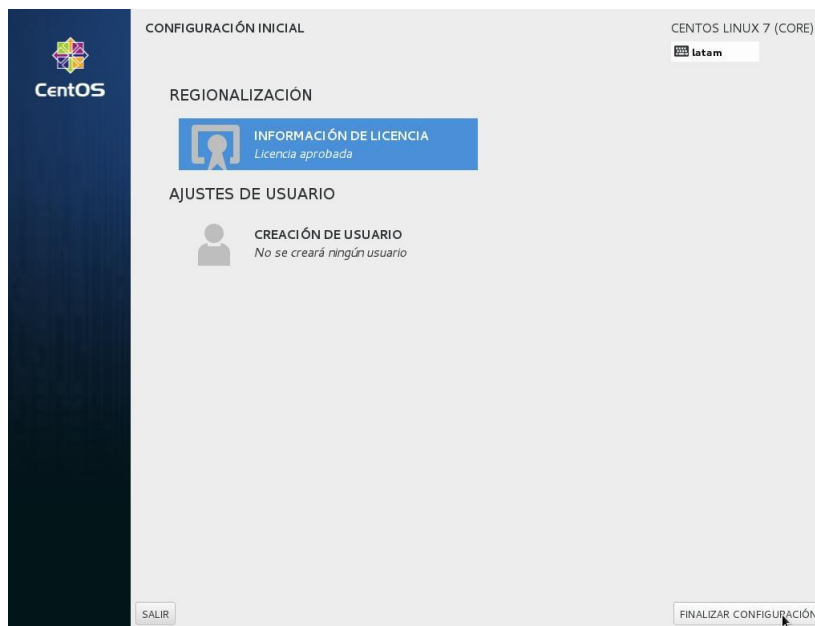 CONFIGURACIÓN INICIAL
CENTOS LINUX 7 (CORE)
latam
CentOS
REGIONALIZACIÓN
INFORMACIÓN DE LICENCIA
Licencia aprobada
AJUSTES DE USUARIO
CREACIÓN DE USUARIO
No se creará ningún usuario
SALIR
FINALIZAR CONFIGURACIÓN